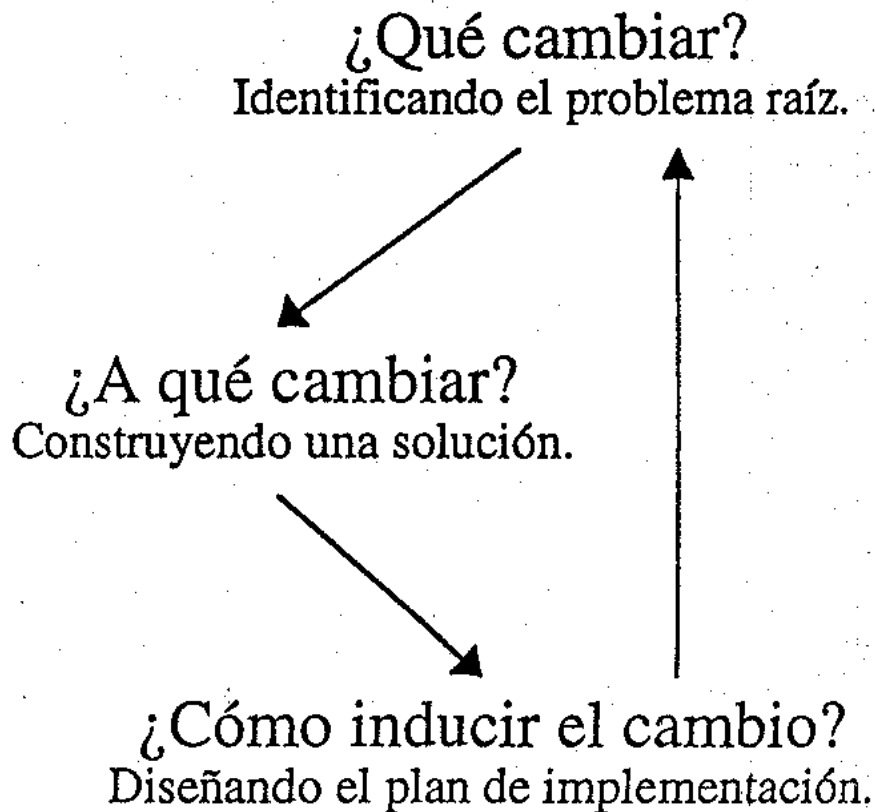 ¿Qué cambiar?
Identificando el problema raíz.
¿A qué cambiar?
Construyendo una solución.
¿Cómo inducir el cambio?
Diseñando el plan de implementación.